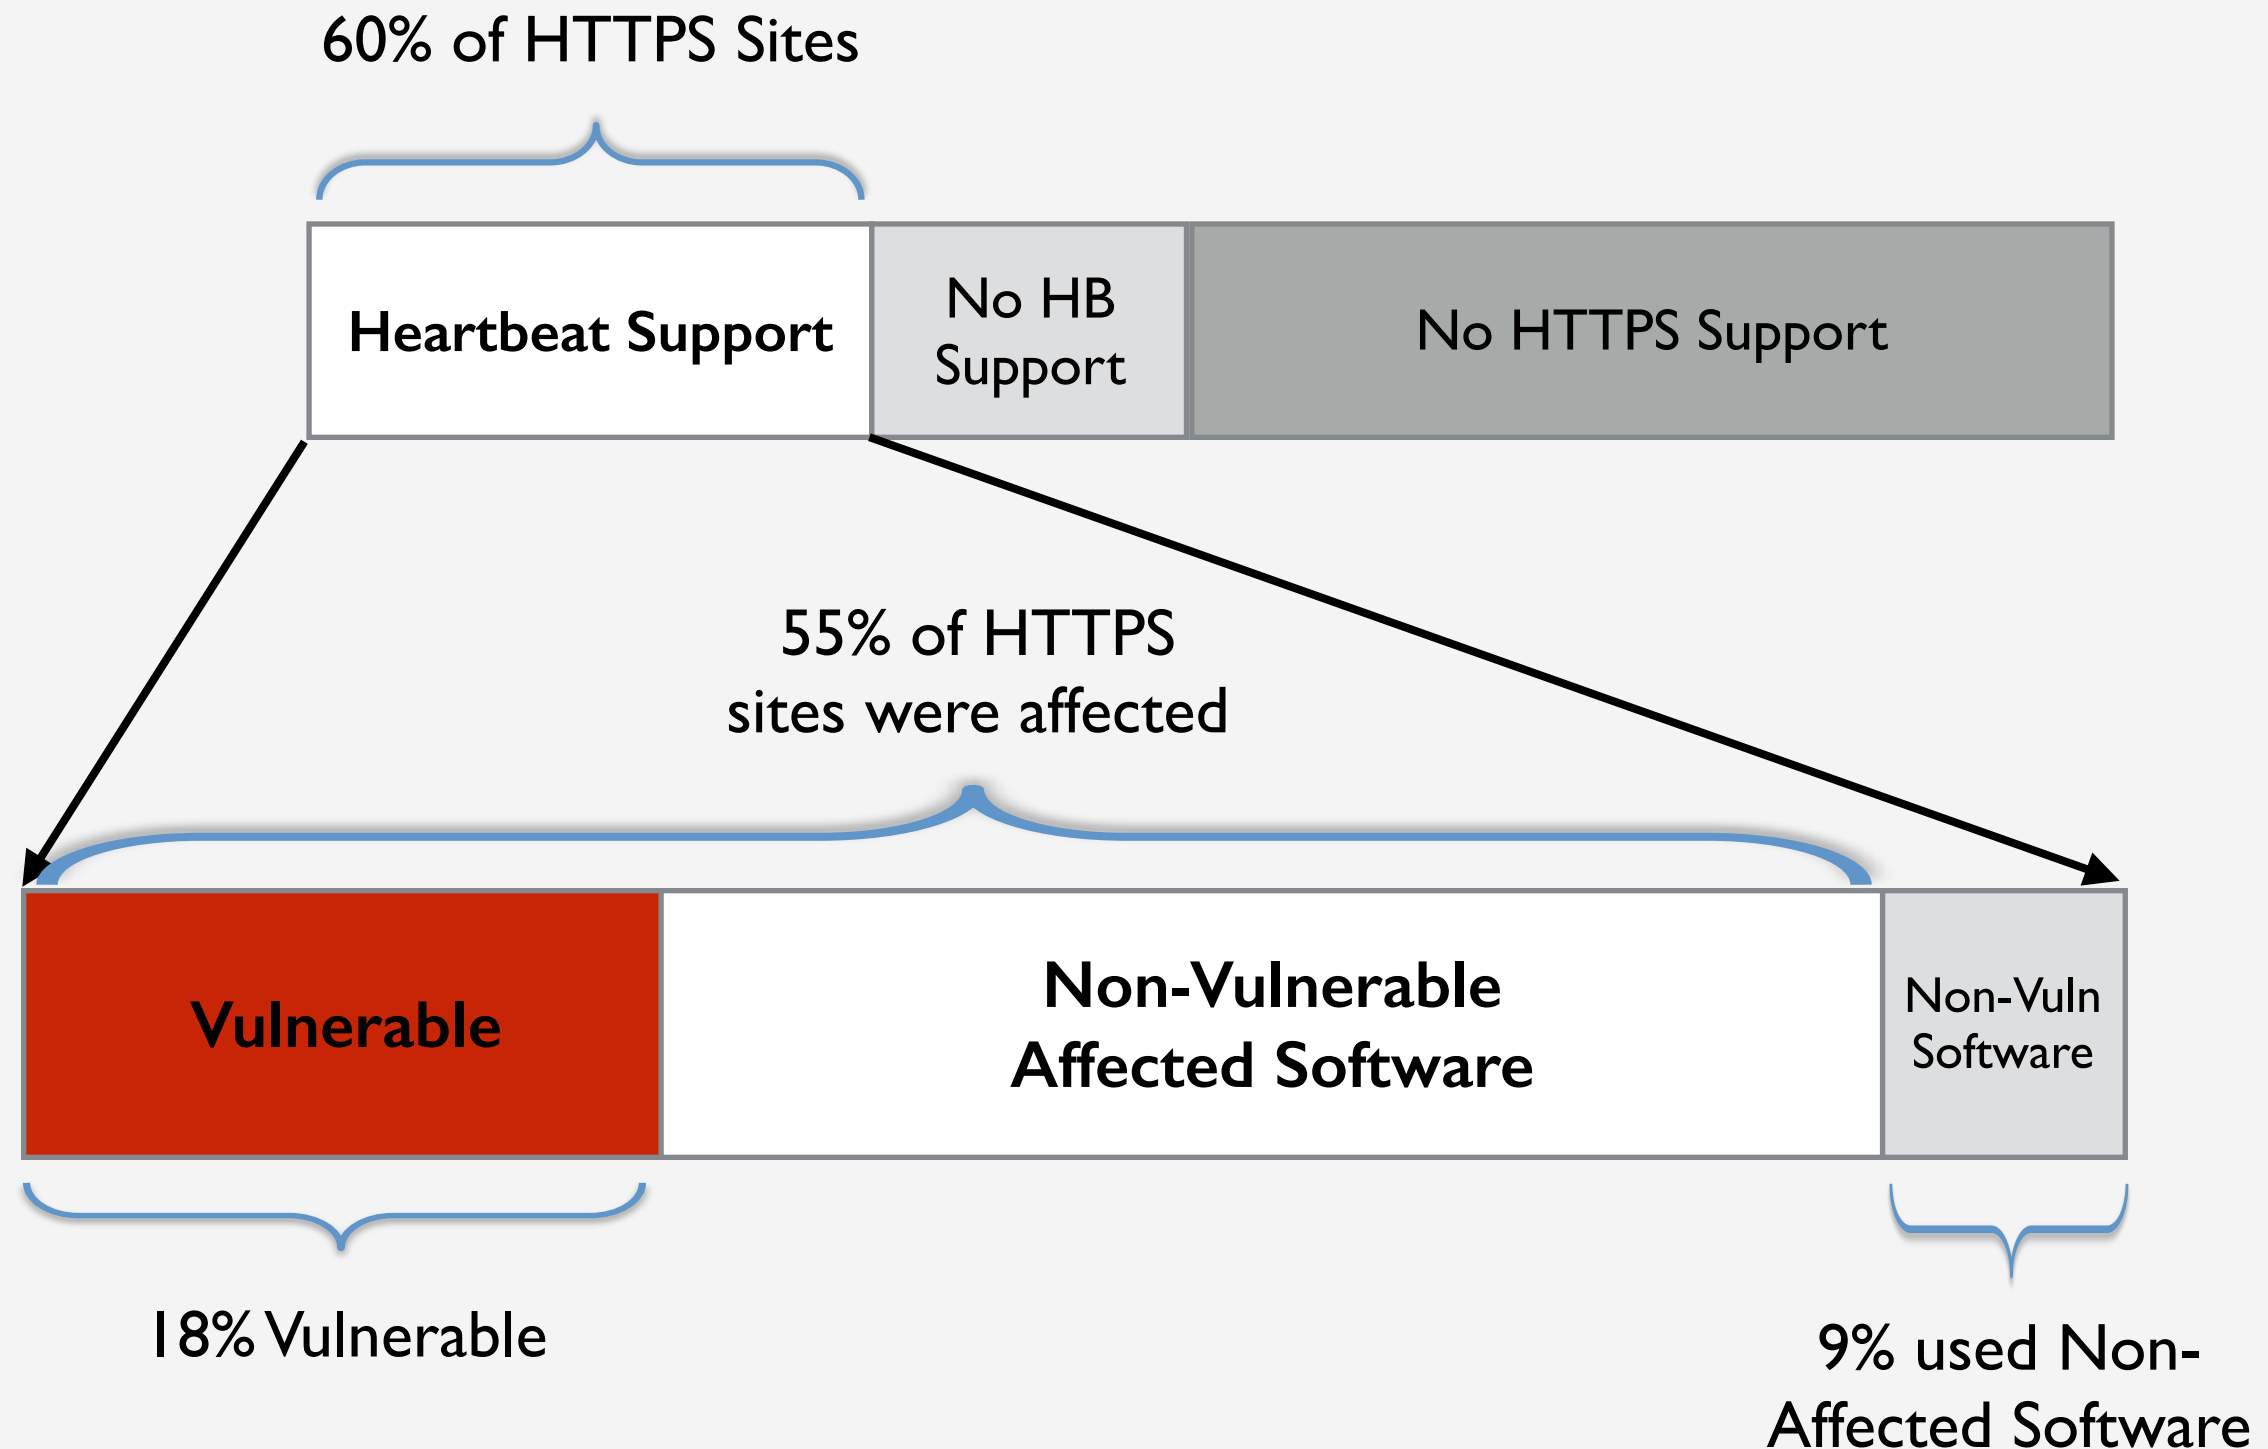 60% of HTTPS Sites
Heartbeat Support
No HB
Support
No HTTPS Support
55% of HTTPS
sites were affected
Vulnerable
Non-Vulnerable
Affected Software
Non-Vuln
Software
18% Vulnerable
9% used Non-
Affected Software